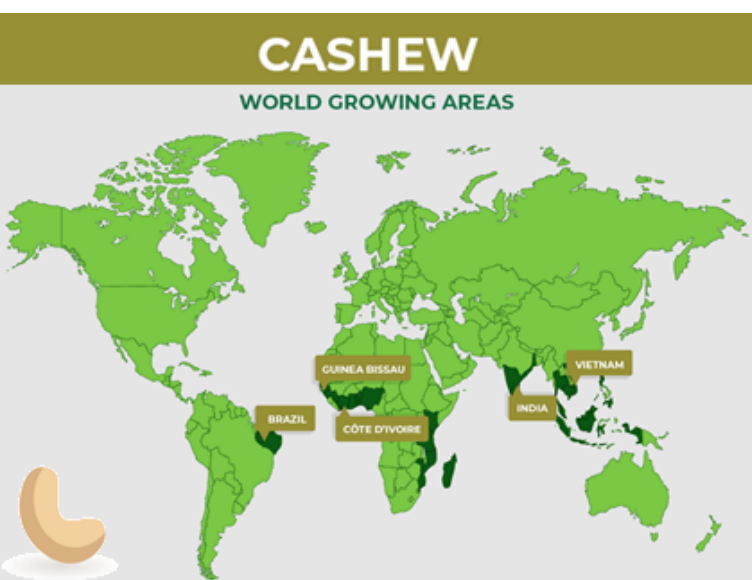 CASHEW
WORLD GROWING AREAS
GUINEA BISSAU
VIETNAM
BRAZIL
INDIA
CÔTE D'IVOIRE